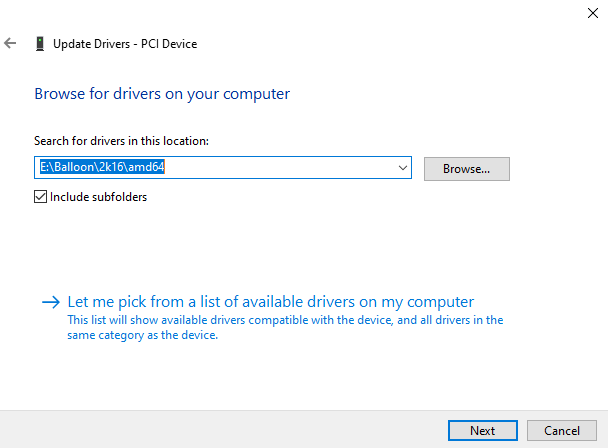 Update Drivers - PCI Device
Browse for drivers on your computer
Search for drivers in this location:
E:\Balloon\2k16\amd64
Browse...
Include subfolders
Let me pick from a list of available drivers on my computer
This list will show available drivers compatible with the device, and all drivers in the
same category as the device.
Next
Cancel